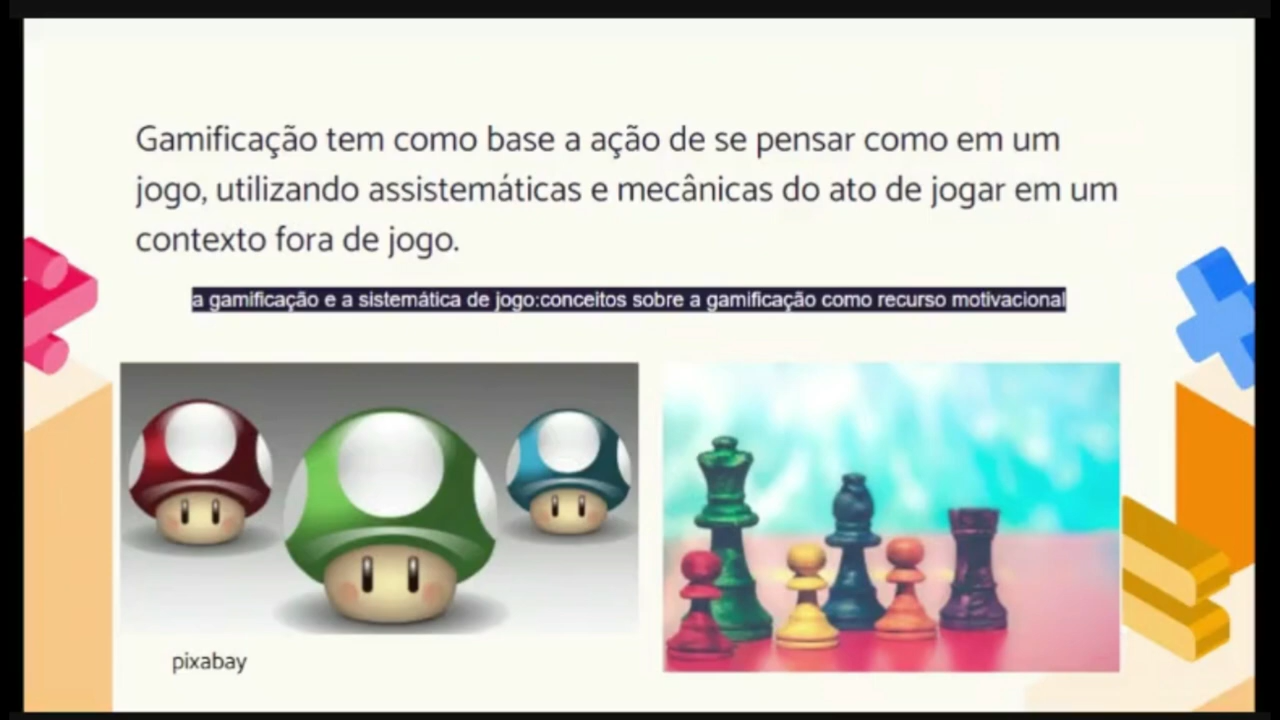 Gamificação tem como base a ação de se pensar como em um
jogo, utilizando assistemáticas e mecânicas do ato de jogar em um
contexto fora de jogo.
a gamificação e a sistemática de jogo:conceitos sobre a gamificação como recurso motivacional
pixabay